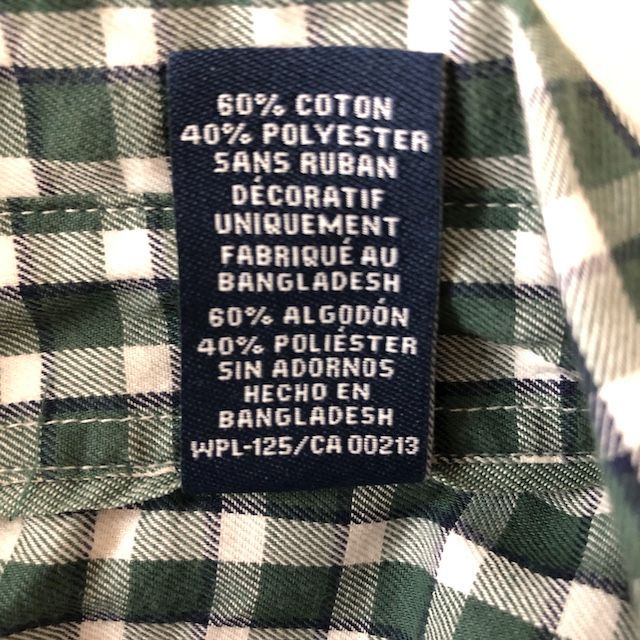 60% COTON
40% POLYESTER
SANS RUBAN
DÉCORATIF
UNIQUEMENT
FABRIQUÉ AU
BANGLADESH
60% ALGODÓN
40% POLIÉSTER
SIN ADORNOS
HECHO EN
BANGLADESH
WPL-125/CA 00213